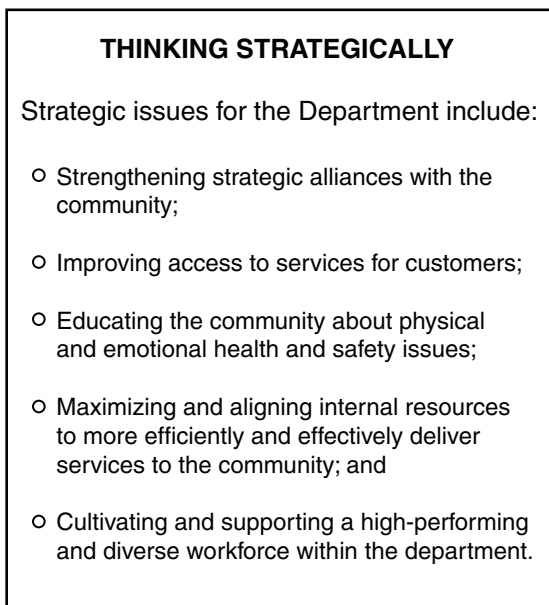 THINKING STRATEGICALLY
Strategic issues for the Department include:
Strengthening strategic alliances with the
community;
Improving access to services for customers;
Educating the community about physical
and emotional health and safety issues;
Maximizing and aligning internal resources
to more efficiently and effectively deliver
services to the community; and
Cultivating and supporting a high-performing
and diverse workforce within the department.